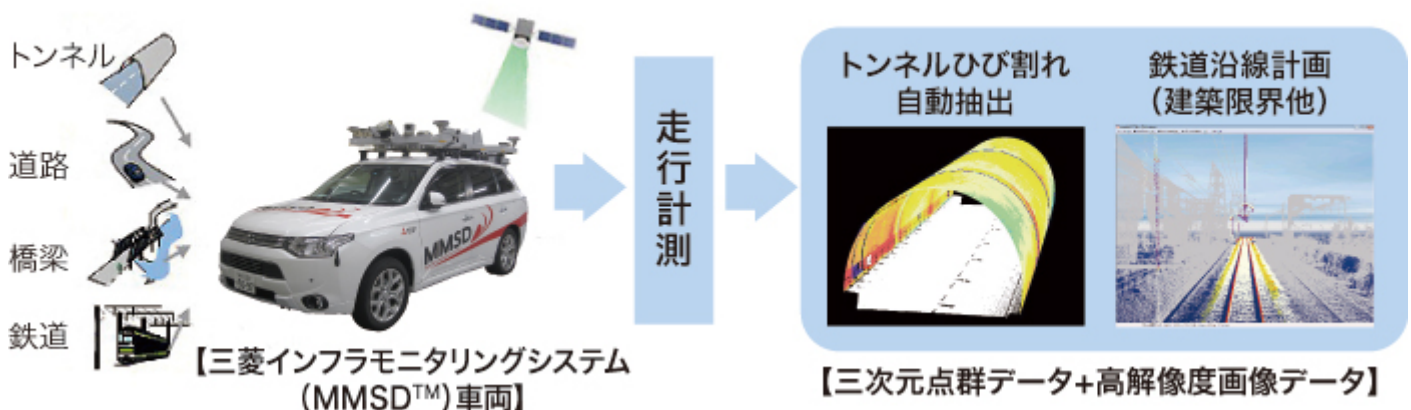 トンネル
道路
橋梁
鉄道
MMSD
【三菱インフラモニタリングシステム
(MMSD™)車両】
走行計測
トンネルひび割れ
自動抽出
鉄道沿線計画
(建築限界他)
【三次元点群データ+高解像度画像データ】